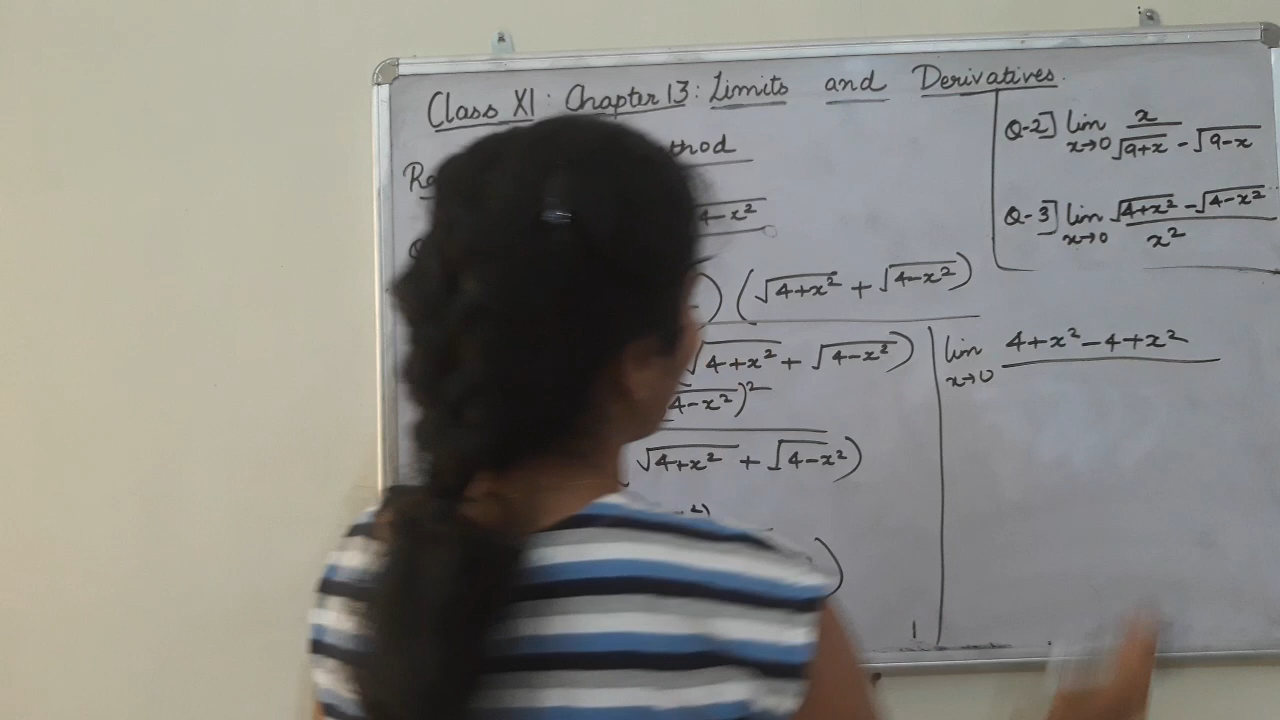 Class XI : Chapter 13 : Limits and Derivatives.
4-x²
) (√4+x² + √4-x²)
√4+x² + √4-x²)
4-x²)²
√4+x² + √4-x²)
Q-2] lim x→0 x / √9+x - √9-x
Q-3] lim x→0 √4+x² - √4-x² / x²
lim x→0 4+x²-4+x²